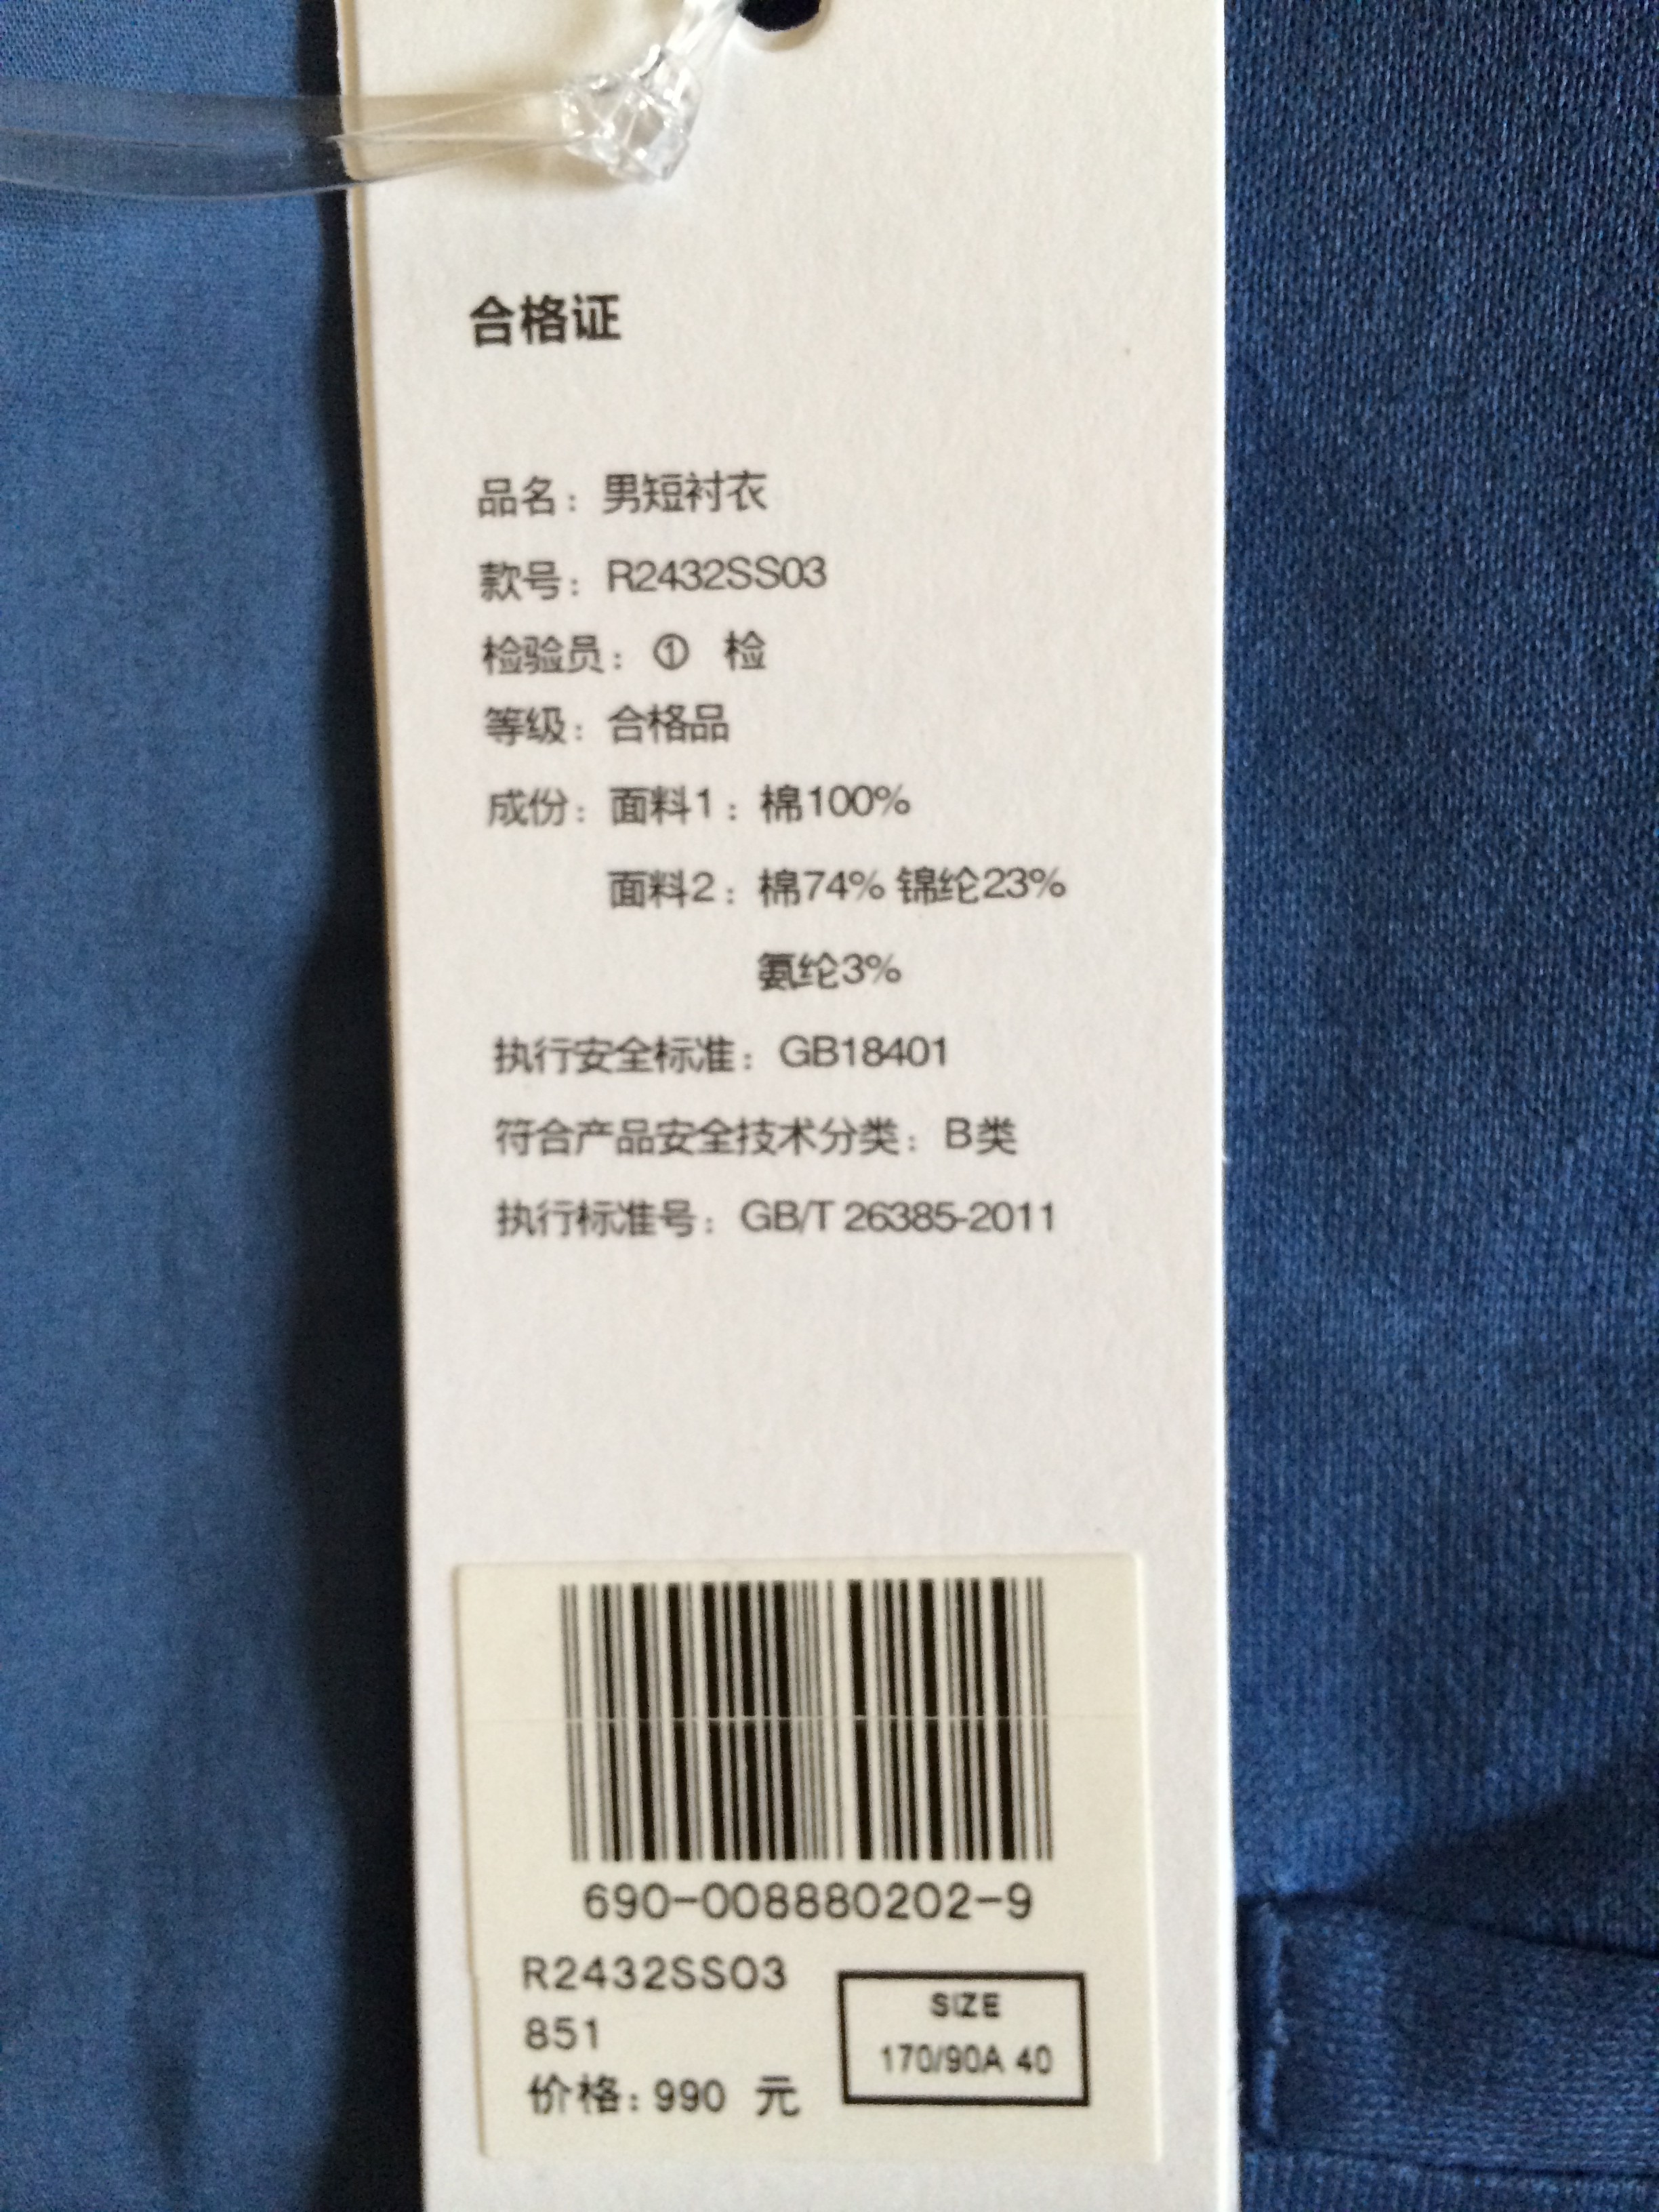 合格证
品名：男短衬衣
款号：R2432SS03
检验员：① 检
等级：合格品
成份：面料1：棉100%
面料2：棉74% 锦纶23%
氨纶3%
执行安全标准：GB18401
符合产品安全技术分类：B类
执行标准号：GB/T 26385-2011
690-008880202-9
R2432SS03
851
价格：990 元
SIZE
170/90A 40